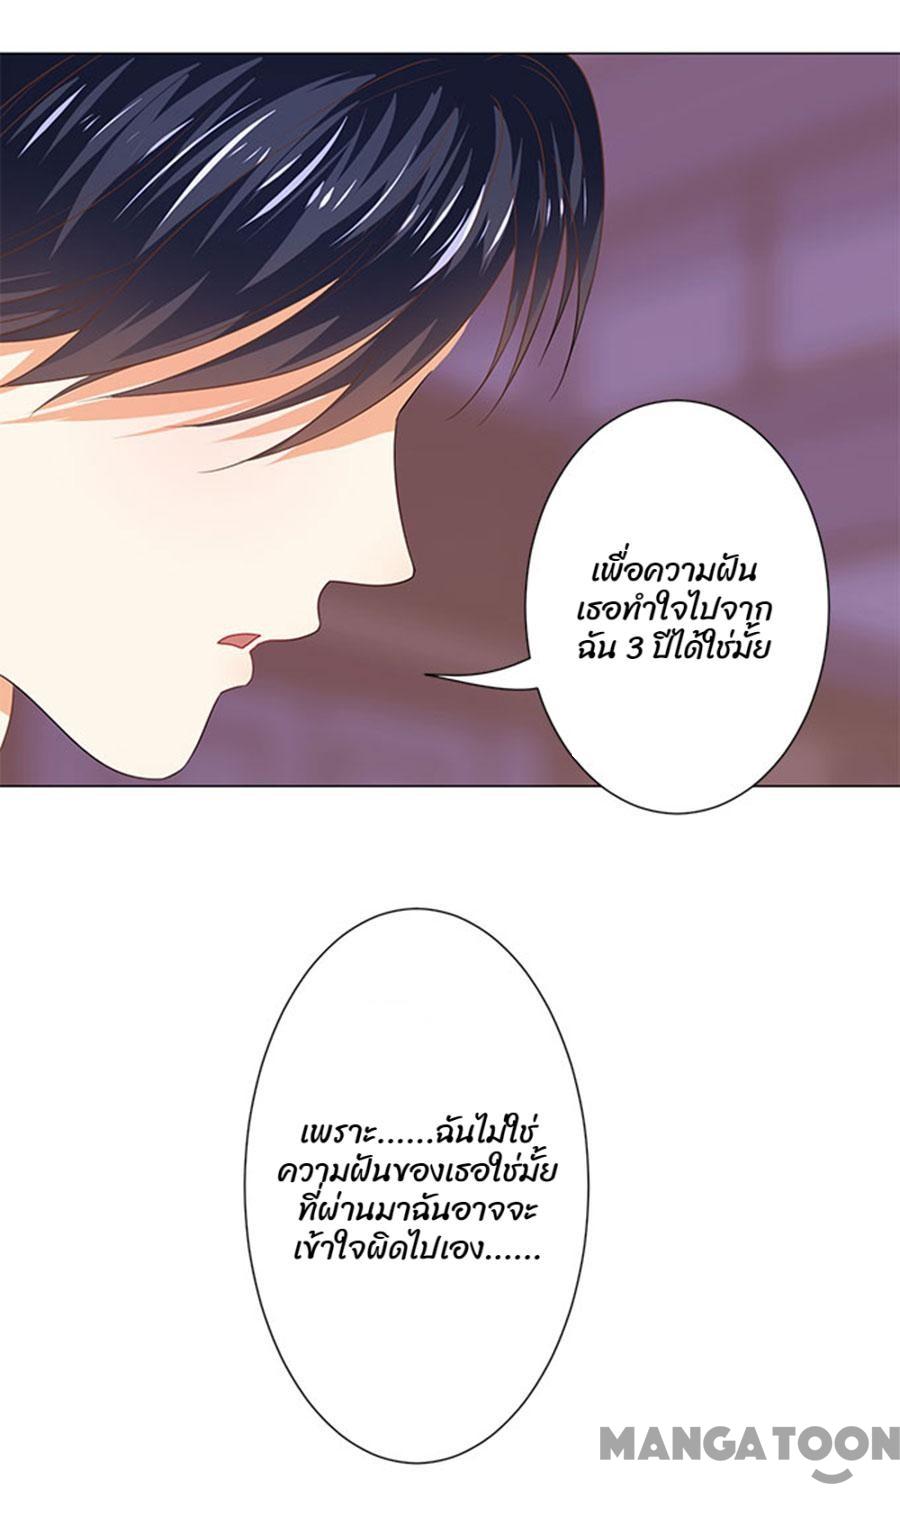 เพื่อความฝัน
เธอทำใจไปจาก
ฉัน 3 ปีได้ใช่มั้ย
เพราะ......ฉันไม่ใช่
ความฝันของเธอใช่มั้ย
ที่ผ่านมาฉันอาจจะ
เข้าใจผิดไปเอง......
MANGATOON